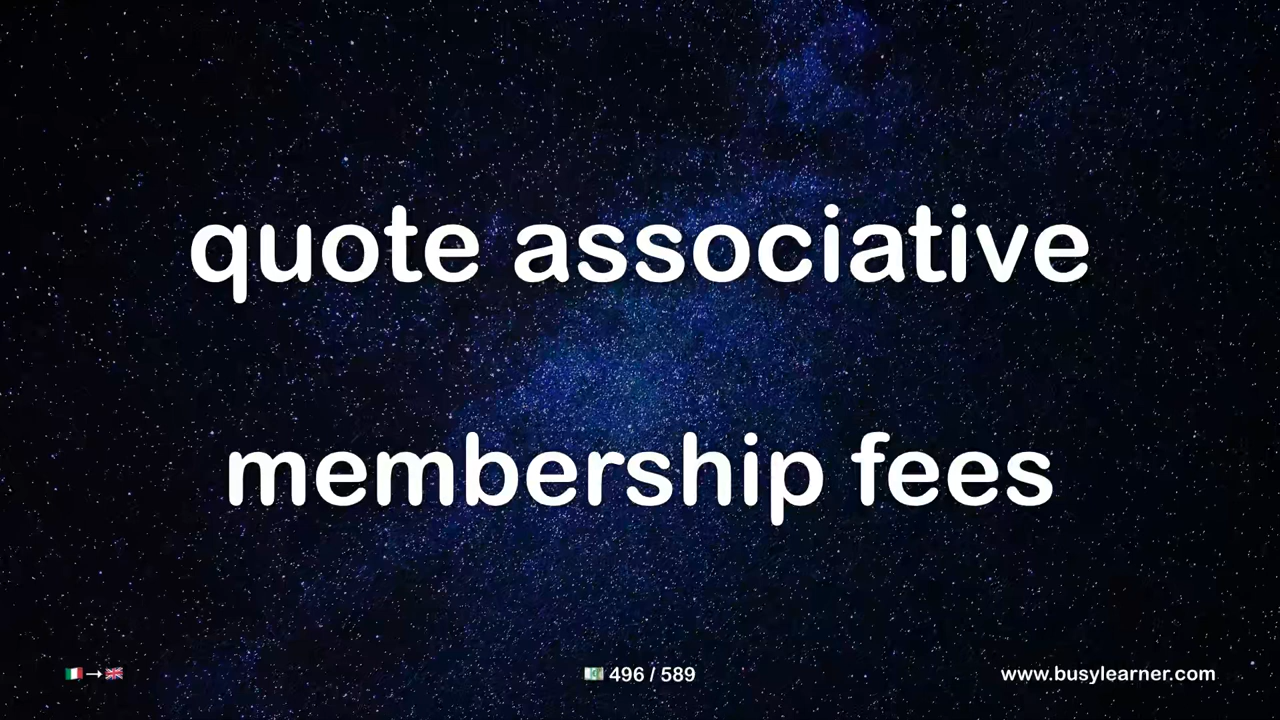 quote associative
membership fees
🇮🇹→🇬🇧
💵 496 / 589
www.busylearner.com